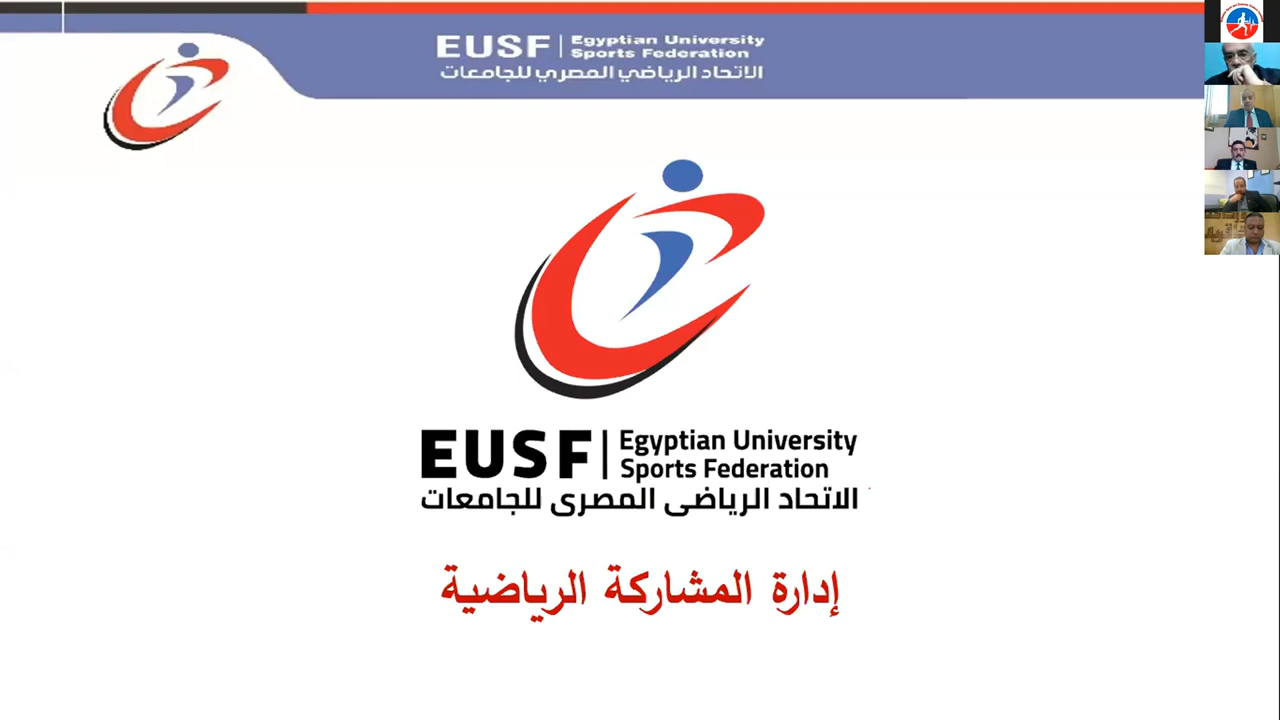 EUSF | Egyptian University
Sports Federation
الاتحاد الرياضي المصري للجامعات
EUSF | Egyptian University
Sports Federation
الاتحاد الرياضى المصرى للجامعات
إدارة المشاركة الرياضية